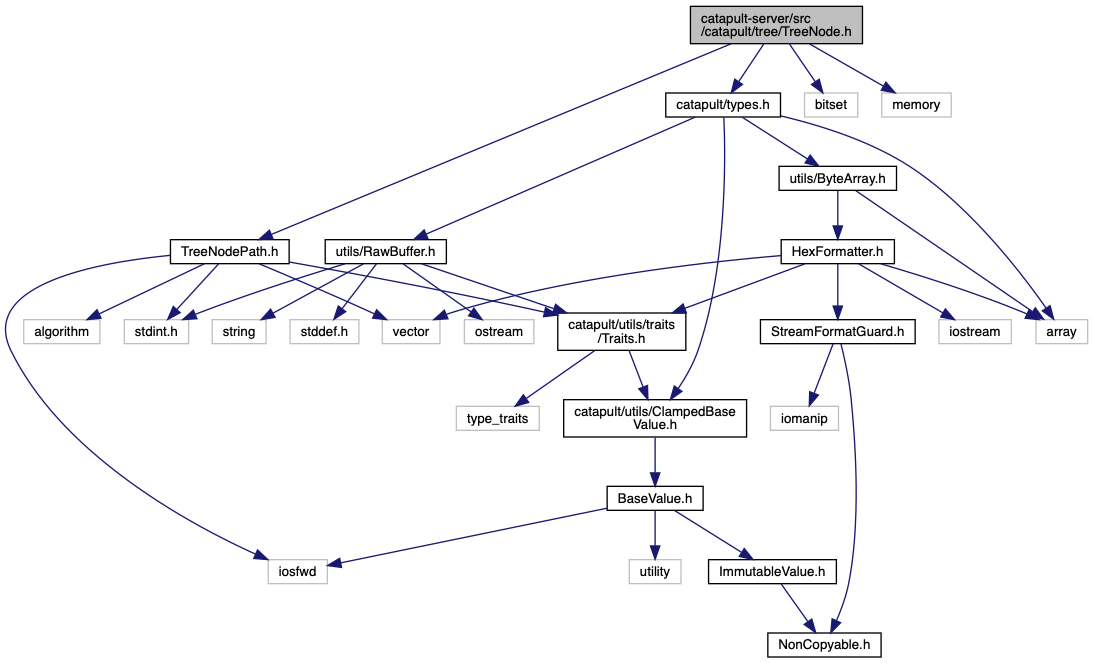 catapult-server/src
/catapult/tree/TreeNode.h
catapult/types.h
bitset
memory
utils/ByteArray.h
TreeNodePath.h
utils/RawBuffer.h
HexFormatter.h
algorithm
stdint.h
string
stddef.h
vector
ostream
catapult/utils/traits
/Traits.h
StreamFormatGuard.h
iostream
array
type_traits
catapult/utils/ClampedBase
Value.h
iomanip
BaseValue.h
iosfwd
utility
ImmutableValue.h
NonCopyable.h